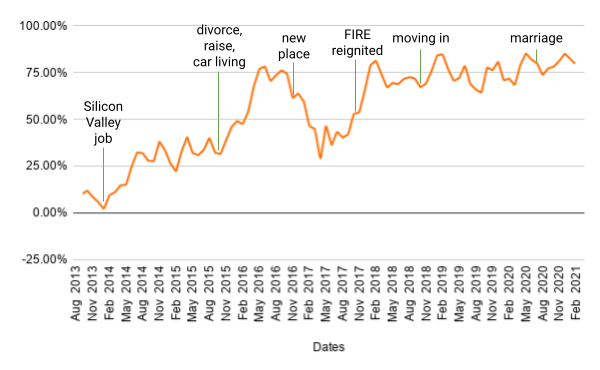 100.00%
75.00%
50.00%
25.00%
0.00%
-25.00%
Silicon
Valley
job
divorce,
raise,
car living
new
place
FIRE
reignited
moving in
marriage
Aug 2013
Nov 2013
Feb 2014
May 2014
Aug 2014
Nov 2014
Feb 2015
May 2015
Aug 2015
Nov 2015
Feb 2016
May 2016
Aug 2016
Nov 2016
Feb 2017
May 2017
Aug 2017
Nov 2017
Feb 2018
May 2018
Aug 2018
Nov 2018
Feb 2019
May 2019
Aug 2019
Nov 2019
Feb 2020
May 2020
Aug 2020
Nov 2020
Feb 2021
Dates